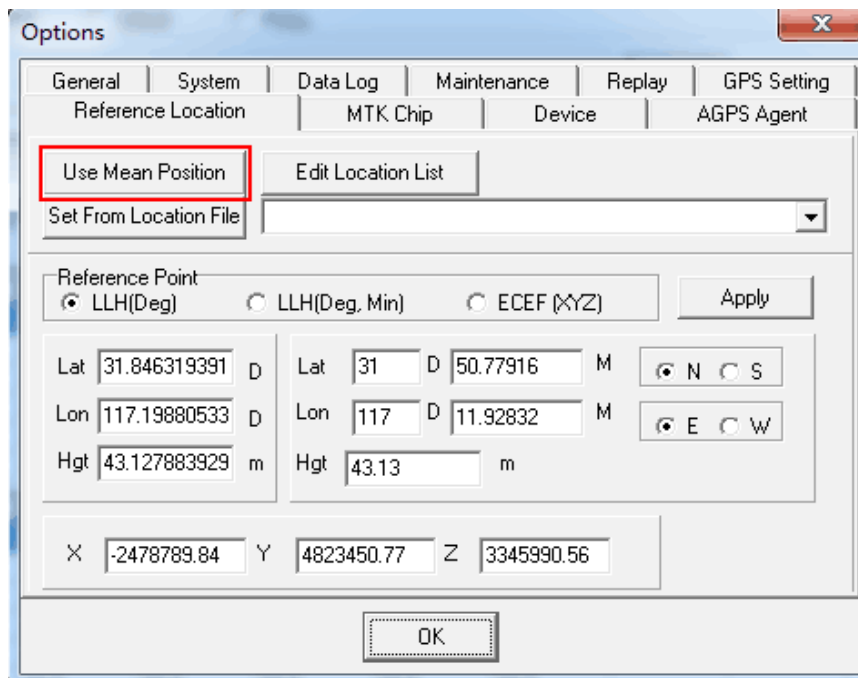 Options
General System Data Log Maintenance Replay GPS Setting
Reference Location MTK Chip Device AGPS Agent
Use Mean Position Edit Location List
Set From Location File
Reference Point
LLH(Deg) LLH(Deg, Min) ECEF (XYZ) Apply
Lat 31.846319391 D Lat 31 D 50.77916 M N S
Lon 117.19880533 D Lon 117 D 11.92832 M E W
Hgt 43.127883929 m Hgt 43.13 m
X -2478789.84 Y 4823450.77 Z 3345990.56
OK